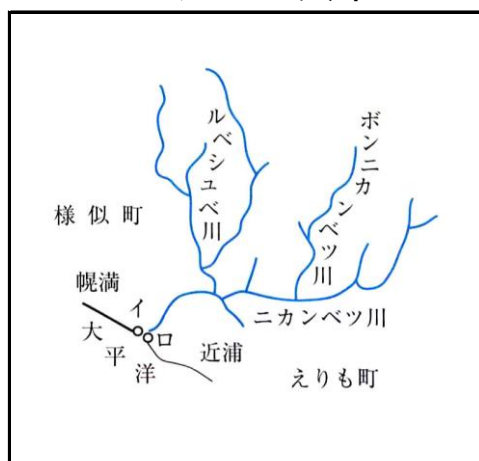 ルベシュベ川
ボンニカンベツ川
様似町
幌満
イ
ロ
大平洋
近浦
ニカンベツ川
えりも町